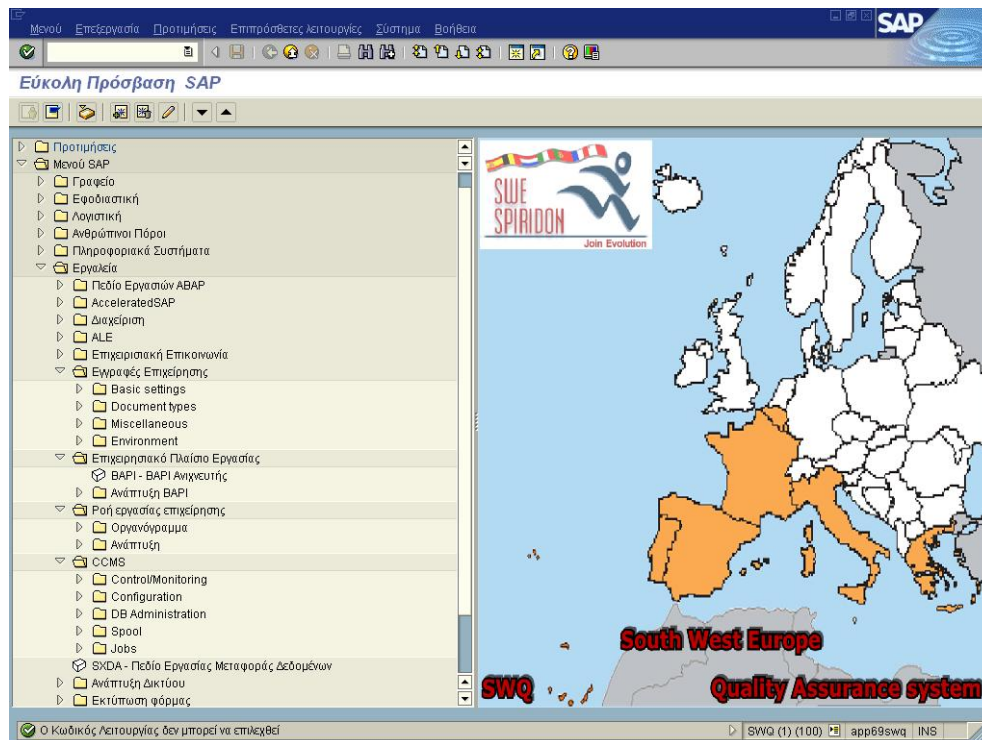 Μενού Επεξεργασία Προτιμήσεις Επιπρόσθετες λειτουργίες Σύστημα Βοήθεια
SAP
Εύκολη Πρόσβαση SAP
Προτιμήσεις
Μενού SAP
Γραφείο
Εφοδιαστική
Λογιστική
Ανθρώπινοι Πόροι
Πληροφοριακά Συστήματα
Εργαλεία
Πεδίο Εργασιών ABAP
AcceleratedSAP
Διαχείριση
ALE
Επιχειρισιακή Επικοινωνία
Εγγραφές Επιχείρησης
Basic settings
Document types
Miscellaneous
Environment
Επιχειρησιακό Πλαίσιο Εργασίας
BAPI - BAPI Ανιχνευτής
Ανάπτυξη BAPI
Ροή εργασίας επιχείρησης
Οργανόγραμμα
Ανάπτυξη
CCMS
Control/Monitoring
Configuration
DB Administration
Spool
Jobs
SXDA - Πεδίο Εργασίας Μεταφοράς Δεδομένων
Ανάπτυξη Δικτύου
Εκτύπωση φόρμας
SWE
SPIRIDON
Join Evolution
South West Europe
SWQ Quality Assurance system
Ο Κωδικός Λειτουργίας δεν μπορεί να επιλεχθεί
SWQ (1) (100) app69swq INS